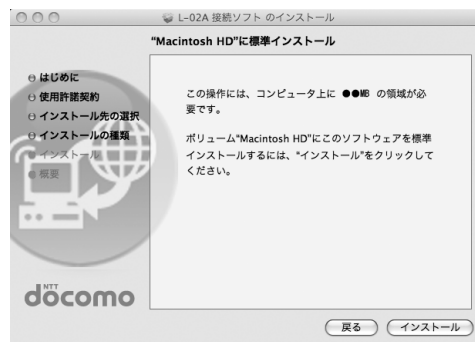 L-02A 接続ソフト のインストール
"Macintosh HD"に標準インストール
はじめに
使用許諾契約
インストール先の選択
インストールの種類
インストール
概要
この操作には、コンピュータ上に ●●MB の領域が必
要です。
ボリューム"Macintosh HD"にこのソフトウェアを標準
インストールするには、"インストール"をクリックして
ください。
NTT
döcomo
戻る
インストール